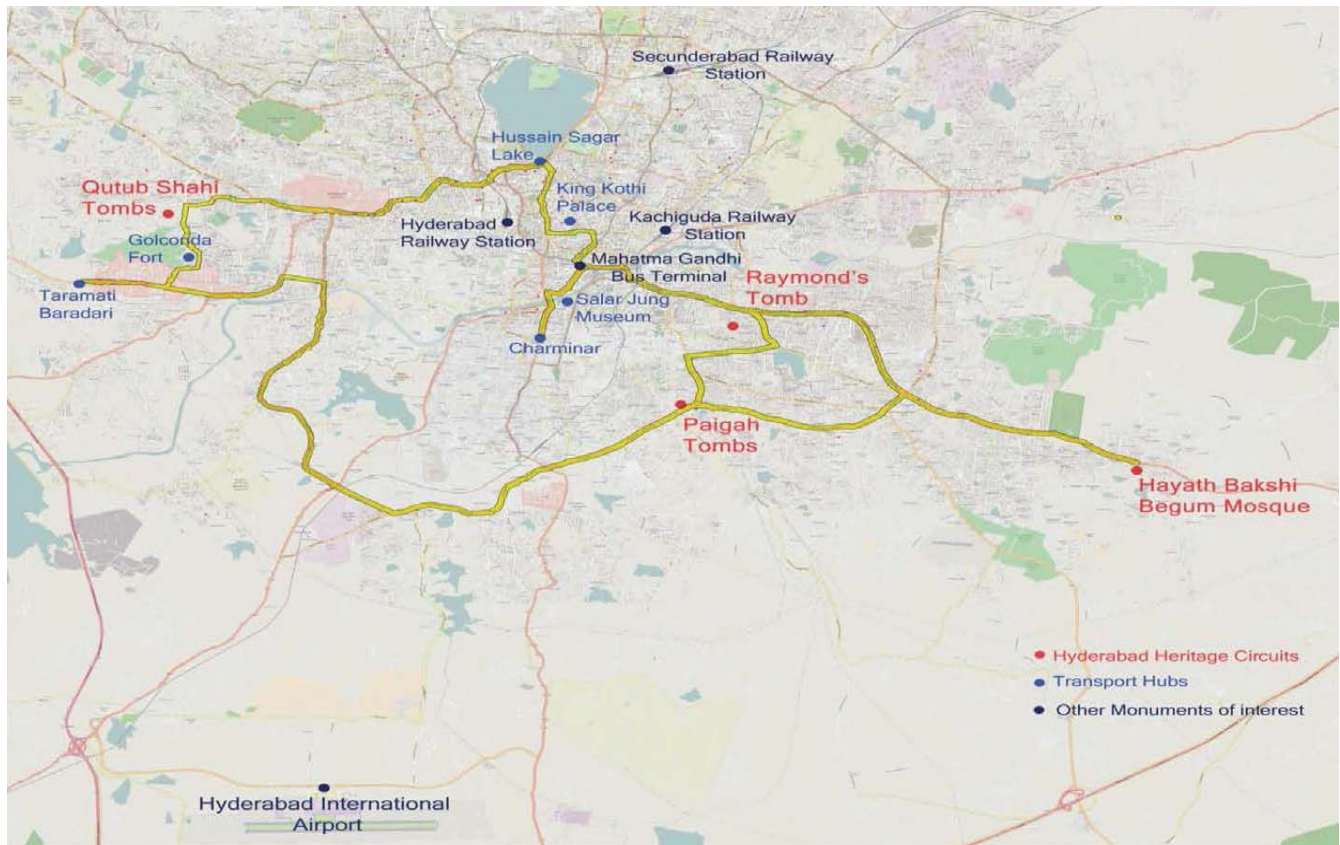 Secunderabad Railway
Station
Hussain Sagar
Lake
Qutub Shahi
Tombs
King Kothi
Palace
Hyderabad
Railway Station
Kachiguda Railway
Station
Golconda
Fort
Mahatma Gandhi
Bus Terminal
Raymond's
Tomb
Taramati
Baradari
Salar Jung
Museum
Charminar
Paigah
Tombs
Hayath Bakshi
Begum Mosque
Hyderabad Heritage Circuits
Transport Hubs
Other Monuments of interest
Hyderabad International
Airport